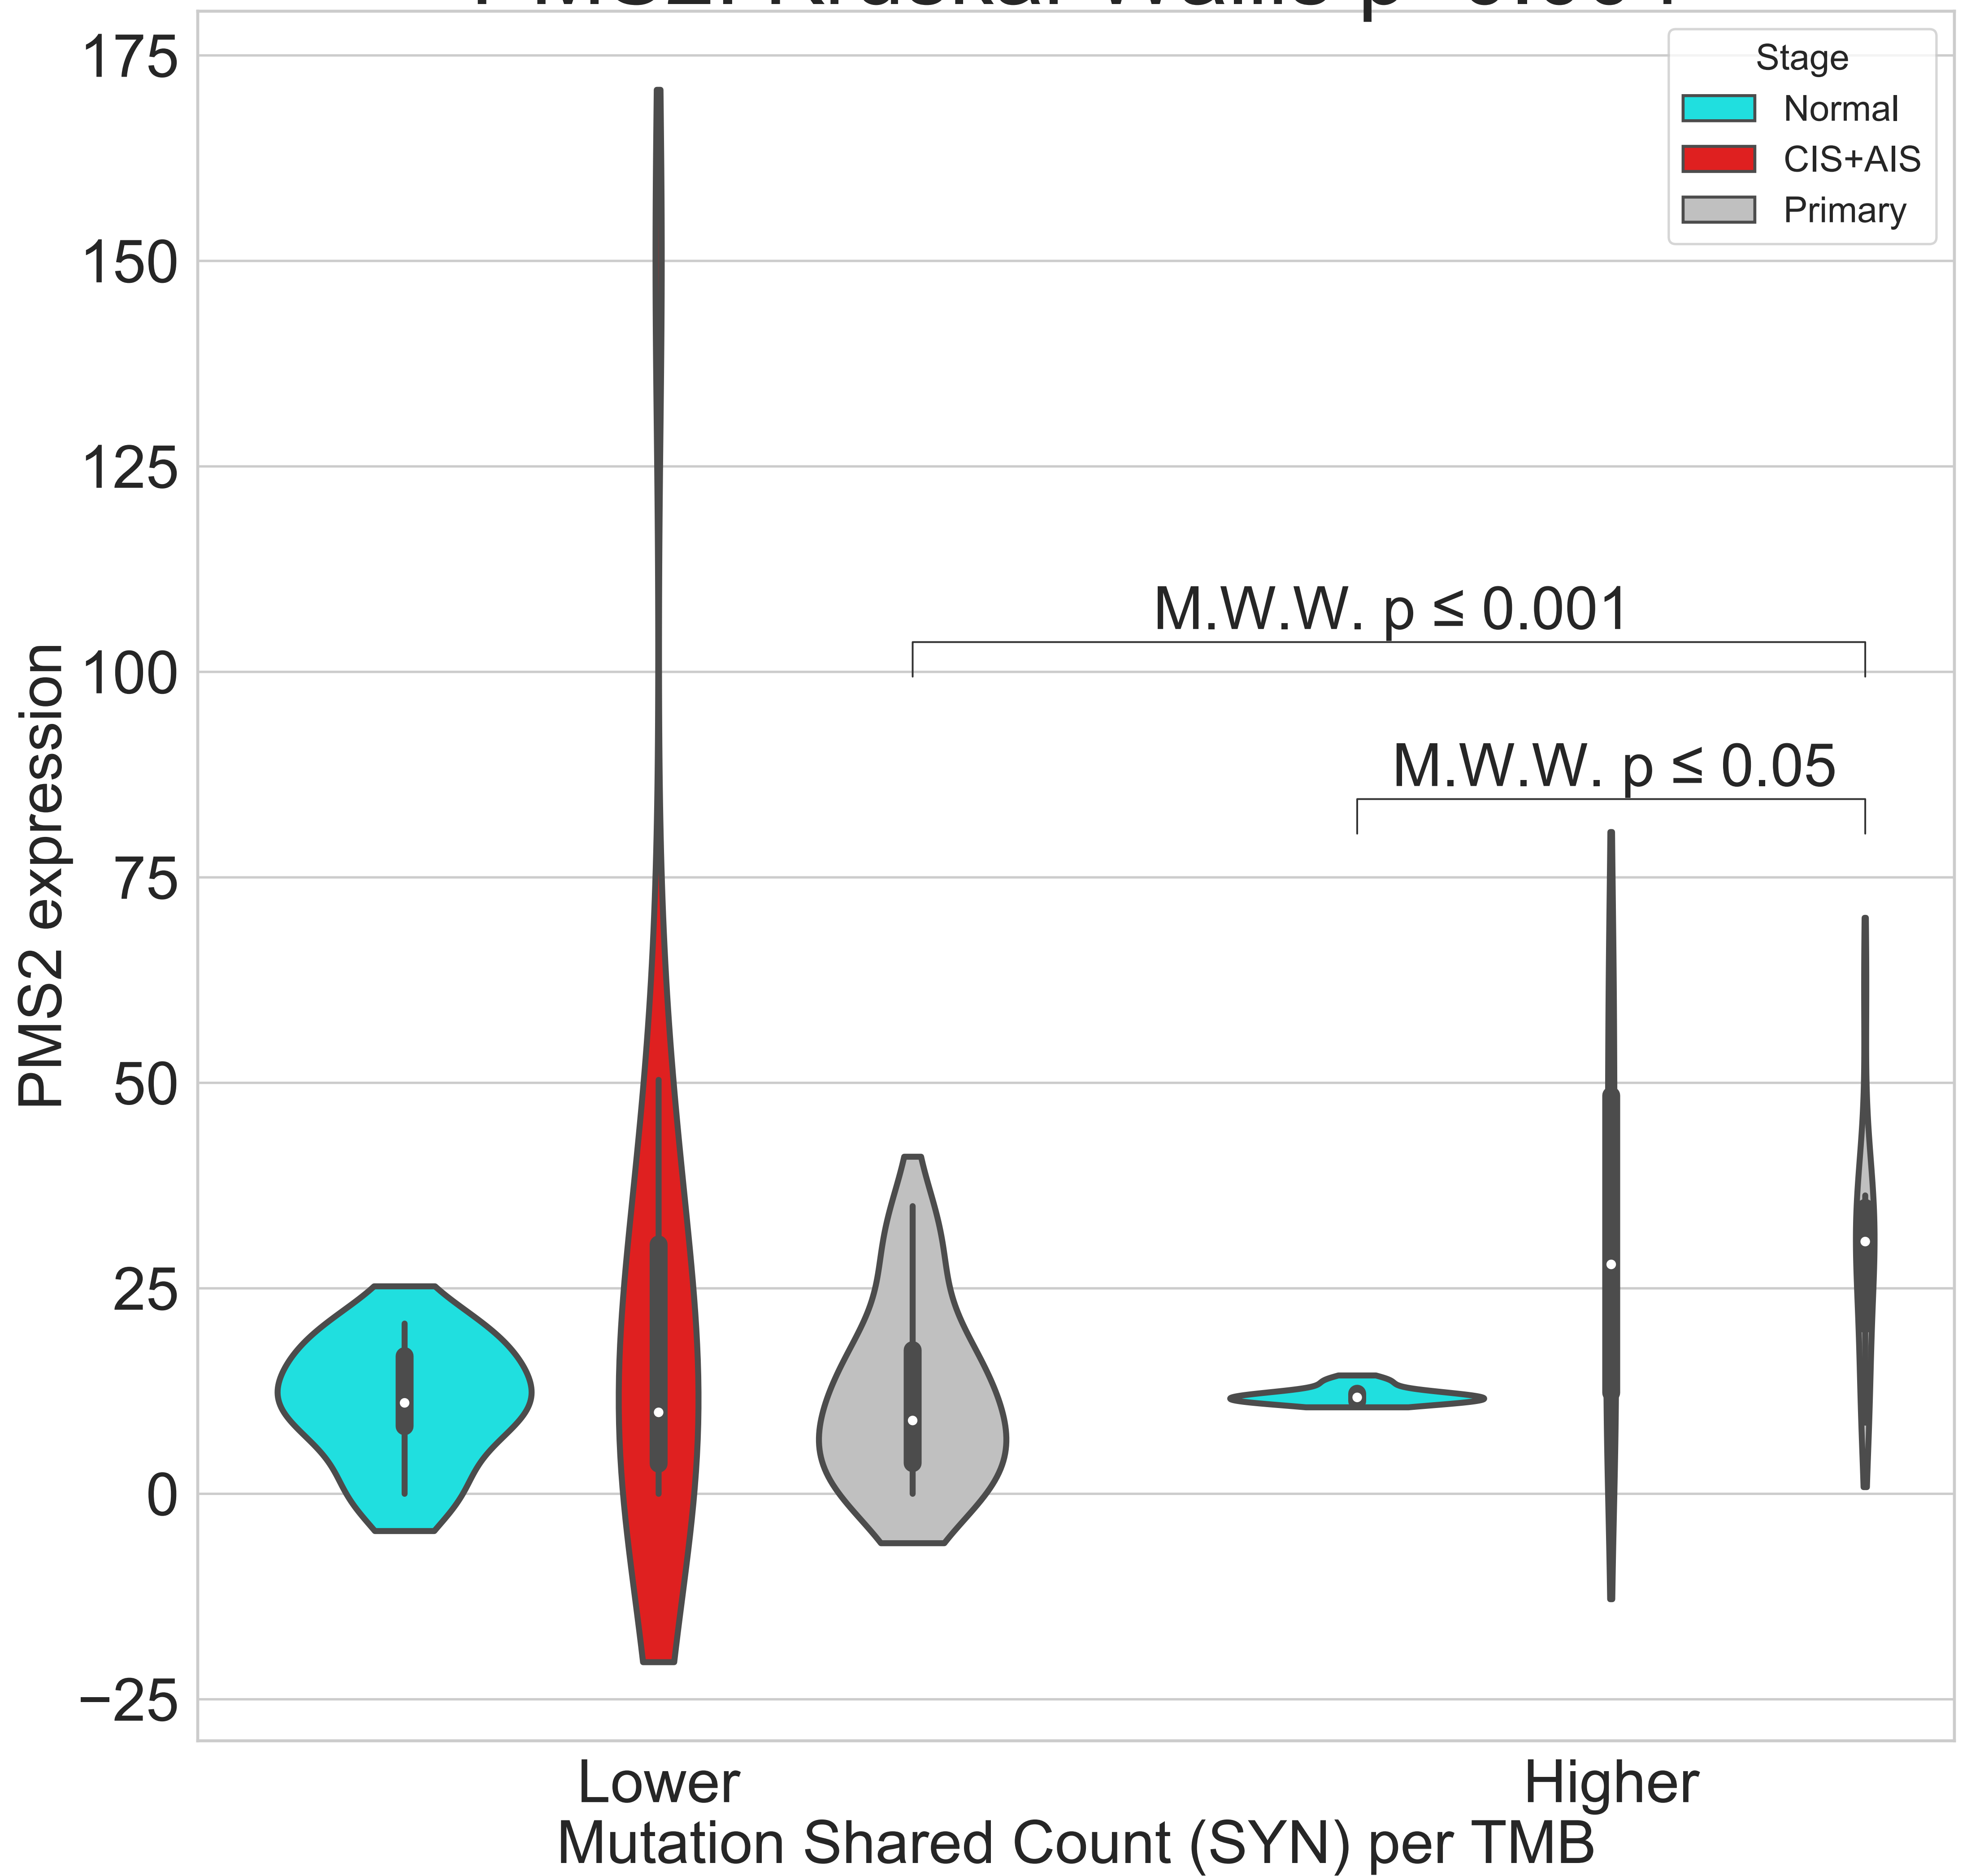 175
150
125
100
75
50
25
0
−25
PMS2 expression
Stage
Normal
CIS+AIS
Primary
M.W.W. p ≤ 0.001
M.W.W. p ≤ 0.05
Lower
Higher
Mutation Shared Count (SYN) per TMB